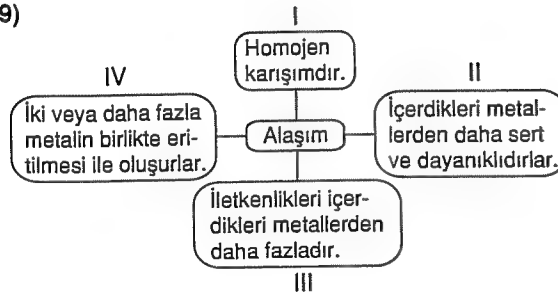 9)
I
Homojen
karışımdır.
IV
İki veya daha fazla
metalin birlikte eri-
tilmesi ile oluşurlar.
Alaşım
II
İçerdikleri metal-
lerden daha sert
ve dayanıklıdırlar.
İletkenlikleri içer-
dikleri metallerden
daha fazladır.
III